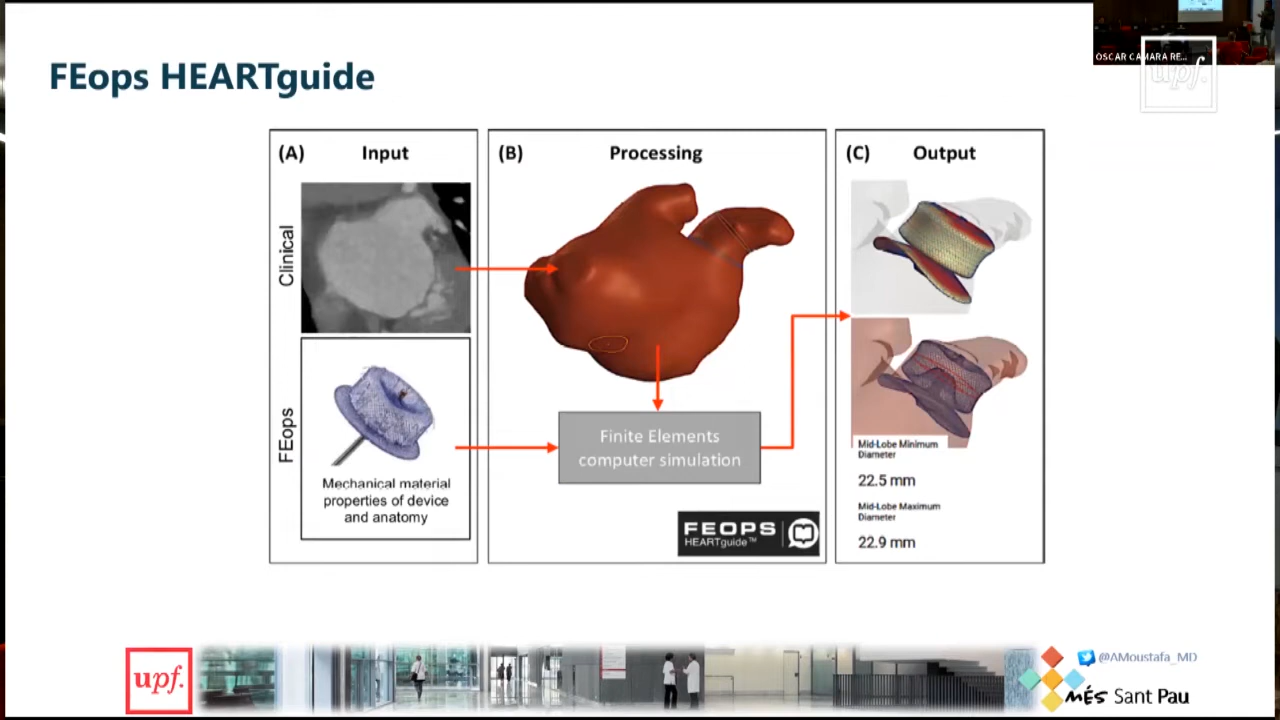 FEops HEARTguide
OSCAR CAMARA RE...
upf.
(A) Input
Clinical
FEops
Mechanical material
properties of device
and anatomy
(B) Processing
Finite Elements
computer simulation
FEOPS
HEARTguide™
(C) Output
Mid-Lobe Minimum
Diameter
22.5 mm
Mid-Lobe Maximum
Diameter
22.9 mm
upf.
@AMoustafa_MD
MÉS Sant Pau